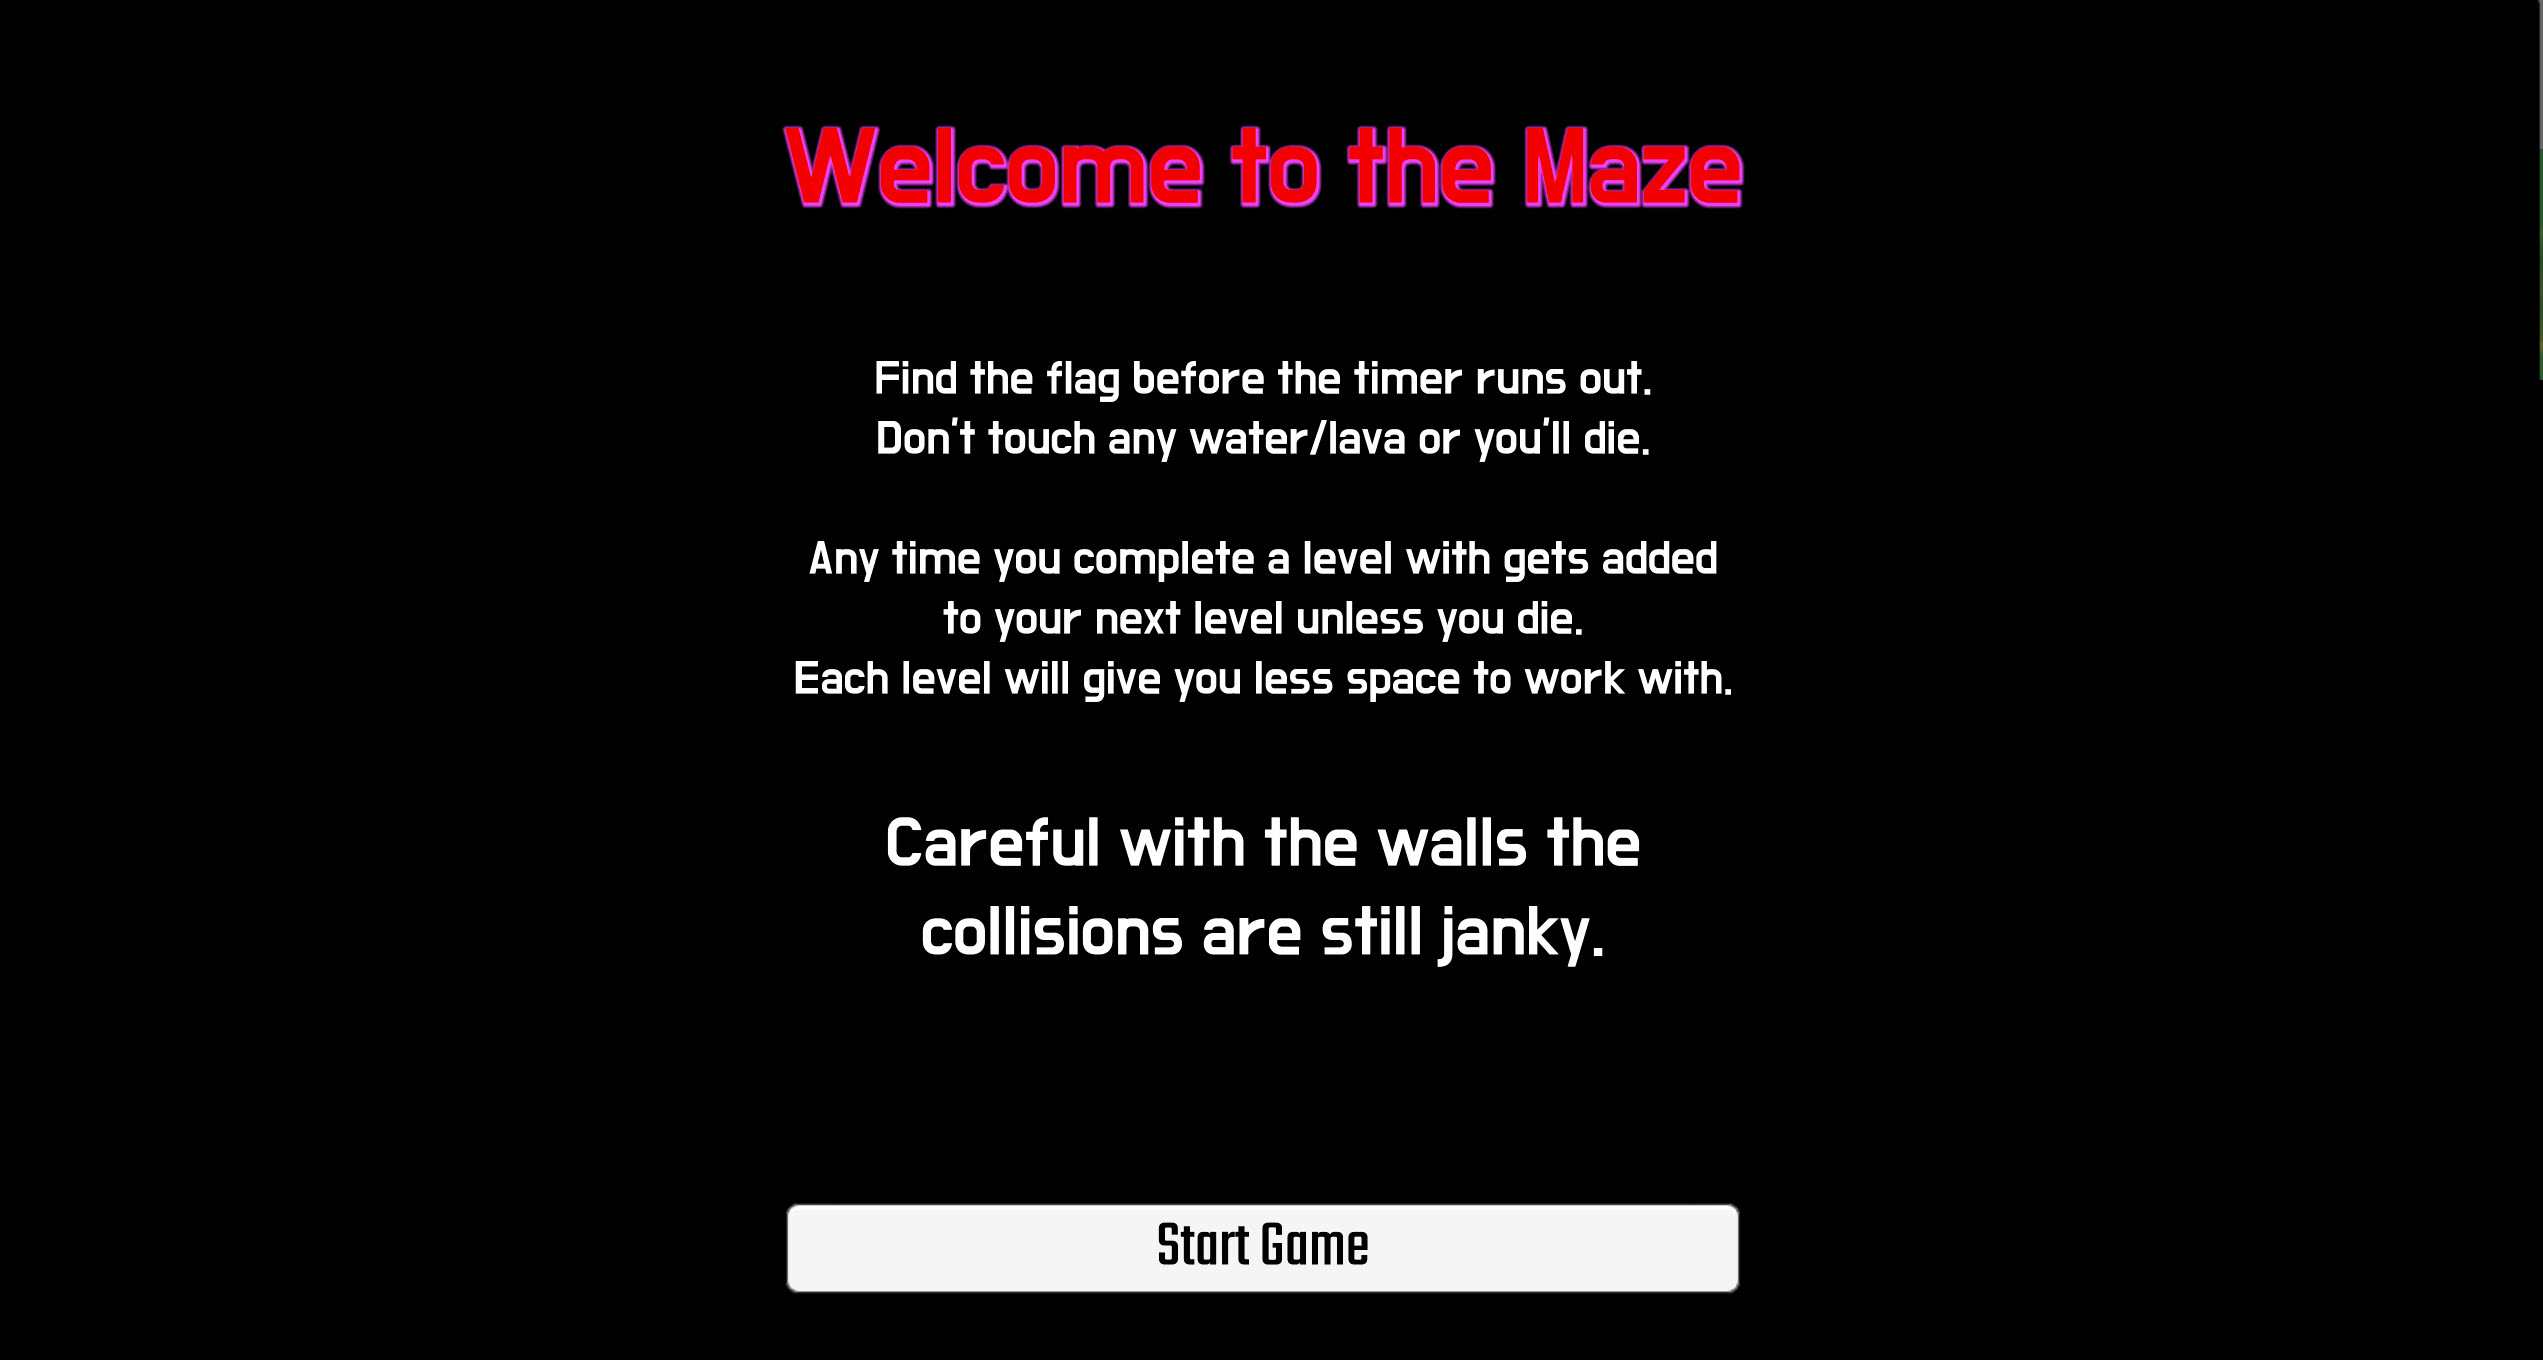 Welcome to the Maze
Find the flag before the timer runs out.
Don't touch any water/lava or you'll die.
Any time you complete a level with gets added
to your next level unless you die.
Each level will give you less space to work with.
Careful with the walls the
collisions are still janky.
Start Game